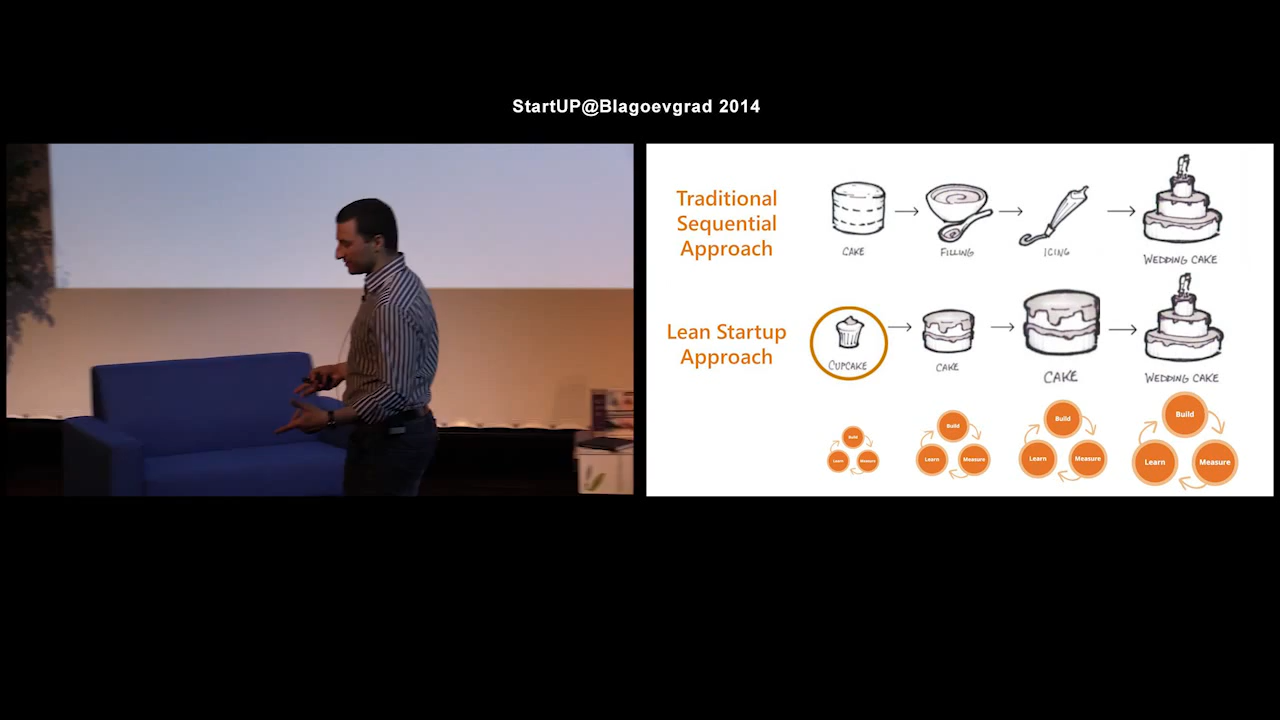 StartUP@Blagoevgrad 2014
Traditional
Sequential
Approach
CAKE
FILLING
ICING
WEDDING CAKE
Lean Startup
Approach
CUPCAKE
CAKE
CAKE
WEDDING CAKE
Build
Learn
Measure
Build
Learn
Measure
Build
Learn
Measure
Build
Learn
Measure